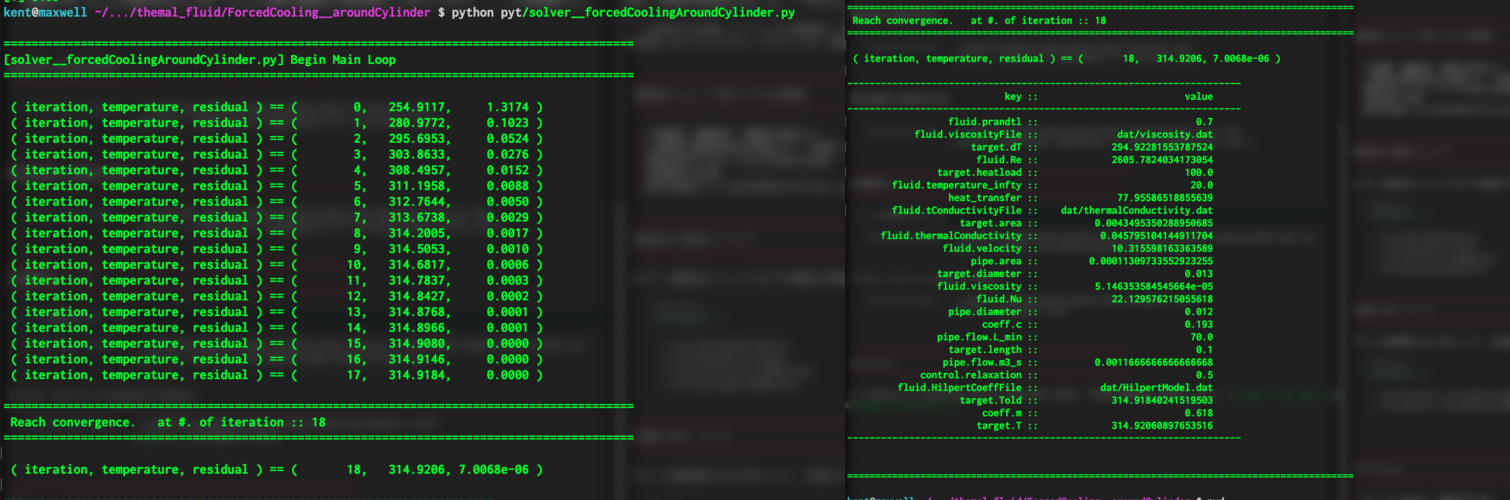 kent@maxwell ~/.../themal_fluid/ForcedCooling__aroundCylinder $ python pyt/solver__forcedCoolingAroundCylinder.py
======================================================================
[solver__forcedCoolingAroundCylinder.py] Begin Main Loop
======================================================================
( iteration, temperature, residual ) == ( 0, 254.9117, 1.3174 )
( iteration, temperature, residual ) == ( 1, 280.9772, 0.1023 )
( iteration, temperature, residual ) == ( 2, 295.6953, 0.0524 )
( iteration, temperature, residual ) == ( 3, 303.8633, 0.0276 )
( iteration, temperature, residual ) == ( 4, 308.4957, 0.0152 )
( iteration, temperature, residual ) == ( 5, 311.1958, 0.0088 )
( iteration, temperature, residual ) == ( 6, 312.7644, 0.0050 )
( iteration, temperature, residual ) == ( 7, 313.6738, 0.0029 )
( iteration, temperature, residual ) == ( 8, 314.2005, 0.0017 )
( iteration, temperature, residual ) == ( 9, 314.5053, 0.0010 )
( iteration, temperature, residual ) == ( 10, 314.6817, 0.0006 )
( iteration, temperature, residual ) == ( 11, 314.7837, 0.0003 )
( iteration, temperature, residual ) == ( 12, 314.8427, 0.0002 )
( iteration, temperature, residual ) == ( 13, 314.8768, 0.0001 )
( iteration, temperature, residual ) == ( 14, 314.8966, 0.0001 )
( iteration, temperature, residual ) == ( 15, 314.9080, 0.0000 )
( iteration, temperature, residual ) == ( 16, 314.9146, 0.0000 )
( iteration, temperature, residual ) == ( 17, 314.9184, 0.0000 )
======================================================================
Reach convergence. at #. of iteration :: 18
======================================================================
( iteration, temperature, residual ) == ( 18, 314.9206, 7.0068e-06 )
======================================================================
Reach convergence. at #. of iteration :: 18
======================================================================
( iteration, temperature, residual ) == ( 18, 314.9206, 7.0068e-06 )
----------------------------------------------------------------------
key :: value
----------------------------------------------------------------------
fluid.prandtl :: 0.7
fluid.viscosityFile :: dat/viscosity.dat
target.dT :: 294.92281553787524
fluid.Re :: 2605.7824034173054
target.heatload :: 100.0
fluid.temperature_infty :: 20.0
heat_transfer :: 77.95586518855639
fluid.tConductivityFile :: dat/thermalConductivity.dat
target.area :: 0.0043495350288950685
fluid.thermalConductivity :: 0.045795104144911704
fluid.velocity :: 10.315598163363589
pipe.area :: 0.00011309733552923255
target.diameter :: 0.013
fluid.viscosity :: 5.146353584545664e-05
fluid.Nu :: 22.129576215055618
pipe.diameter :: 0.012
coeff.c :: 0.193
pipe.flow.L_min :: 70.0
target.length :: 0.1
pipe.flow.m3_s :: 0.0011666666666666668
control.relaxation :: 0.5
fluid.HilpertCoeffFile :: dat/HilpertModel.dat
target.Told :: 314.91840241519503
coeff.m :: 0.618
target.T :: 314.92060897653516
----------------------------------------------------------------------
======================================================================